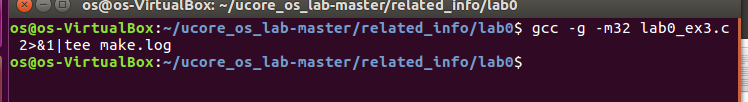 os@os-VirtualBox: ~/ucore_os_lab-master/related_info/lab0
os@os-VirtualBox:~/ucore_os_lab-master/related_info/lab0$ gcc -g -m32 lab0_ex3.c
 2>&1|tee make.log
os@os-VirtualBox:~/ucore_os_lab-master/related_info/lab0$